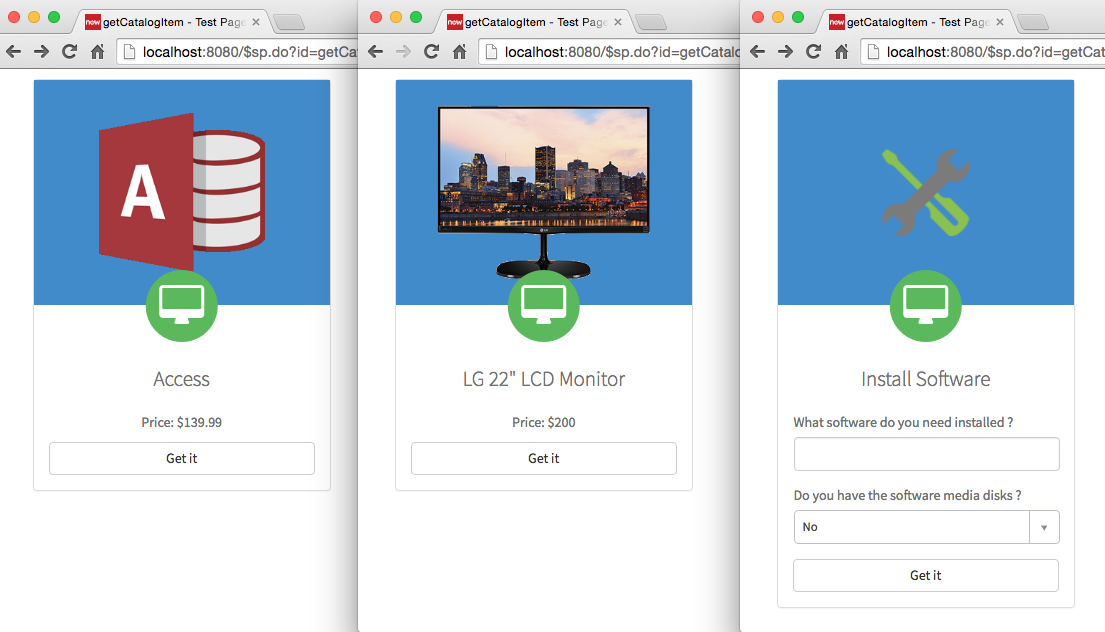 now getCatalogItem - Test Page
localhost:8080/$sp.do?id=getCa
A
Access
Price: $139.99
Get it
now getCatalogItem - Test Page
localhost:8080/$sp.do?id=getCatalo
LG
LG 22" LCD Monitor
Price: $200
Get it
now getCatalogItem - Test Page
localhost:8080/$sp.do?id=getCat
Install Software
What software do you need installed ?
Do you have the software media disks ?
No
Get it